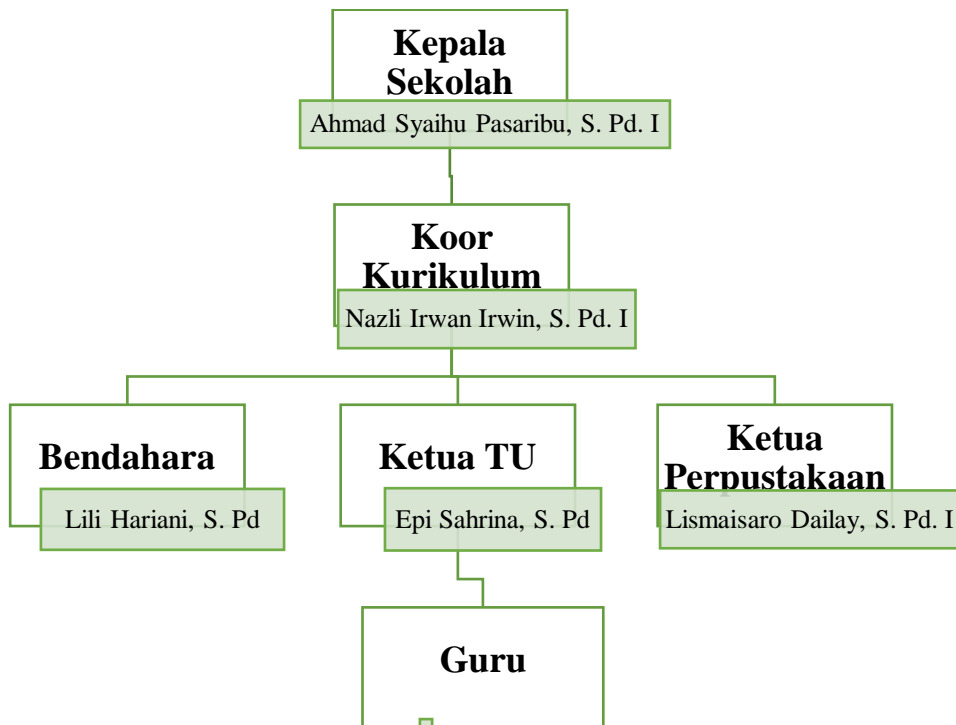 Kepala
Sekolah
Ahmad Syaihu Pasaribu, S. Pd. I
Koor
Kurikulum
Nazli Irwan Irwin, S. Pd. I
Bendahara
Lili Hariani, S. Pd
Ketua TU
Epi Sahrina, S. Pd
Ketua
Perpustakaan
Lismaisaro Dailay, S. Pd. I
Guru